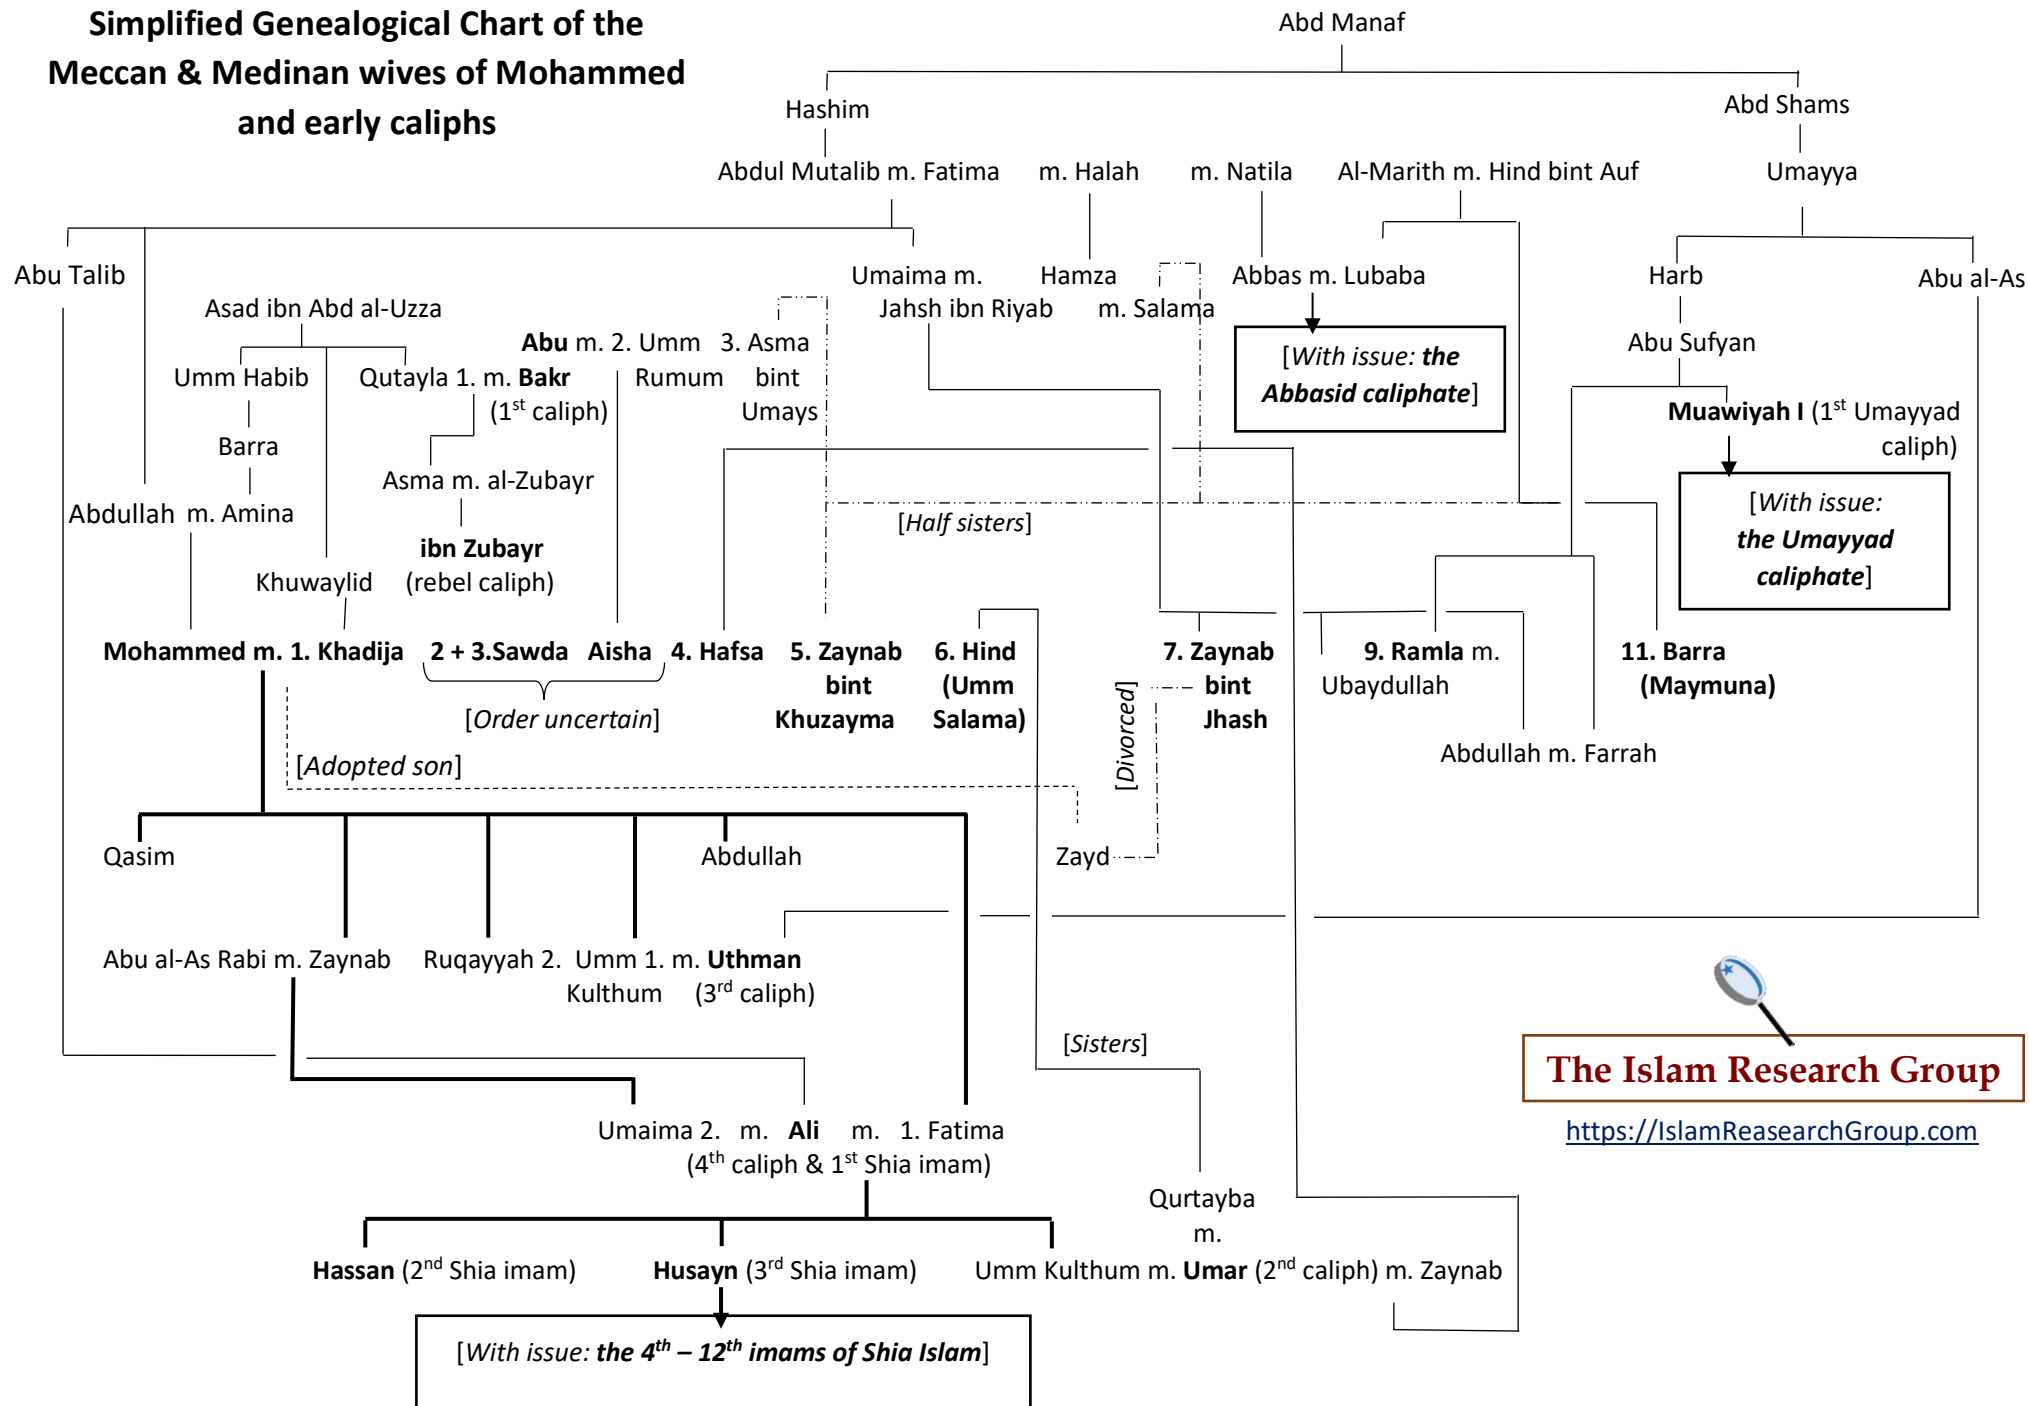 Simplified Genealogical Chart of the
Meccan & Medinan wives of Mohammed
and early caliphs
Abd Manaf
Hashim
Abd Shams
Abdul Mutalib m. Fatima m. Halah m. Natila Al-Marith m. Hind bint Auf Umayya
Abu Talib
Umaima m. Hamza Abbas m. Lubaba Harb Abu al-As
Jahsh ibn Riyab m. Salama
Asad ibn Abd al-Uzza
Abu m. 2. Umm 3. Asma
Umm Habib Qutayla 1. m. Bakr Rumum bint
(1st caliph) Umays
[With issue: the
Abbasid caliphate]
Abu Sufyan
Muawiyah I (1st Umayyad
caliph)
Barra
Asma m. al-Zubayr
Abdullah m. Amina
[Half sisters]
[With issue:
the Umayyad
caliphate]
ibn Zubayr
(rebel caliph)
Khuwaylid
Mohammed m. 1. Khadija 2 + 3.Sawda Aisha 4. Hafsa 5. Zaynab 6. Hind 7. Zaynab 9. Ramla m. 11. Barra
bint (Umm bint Ubaydullah (Maymuna)
Khuzayma Salama) Jhash
[Order uncertain]
[Divorced]
Abdullah m. Farrah
[Adopted son]
Qasim Abdullah Zayd
Abu al-As Rabi m. Zaynab Ruqayyah 2. Umm 1. m. Uthman
Kulthum (3rd caliph)
[Sisters]
The Islam Research Group
https://IslamReasearchGroup.com
Umaima 2. m. Ali m. 1. Fatima
(4th caliph & 1st Shia imam)
Qurtayba
m.
Hassan (2nd Shia imam) Husayn (3rd Shia imam) Umm Kulthum m. Umar (2nd caliph) m. Zaynab
[With issue: the 4th – 12th imams of Shia Islam]